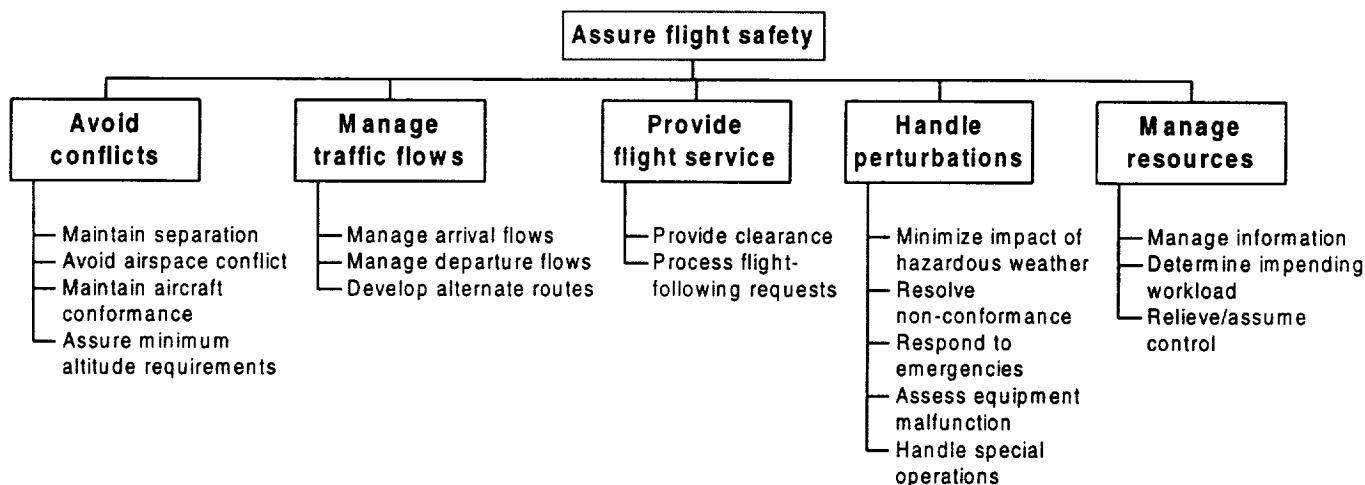 Assure flight safety
Avoid
conflicts
Maintain separation
Avoid airspace conflict
Maintain aircraft
conformance
Assure minimum
altitude requirements
Manage
traffic flows
Manage arrival flows
Manage departure flows
Develop alternate routes
Provide
flight service
Provide clearance
Process flight-
following requests
Handle
perturbations
Minimize impact of
hazardous weather
Resolve
non-conformance
Respond to
emergencies
Assess equipment
malfunction
Handle special
operations
Manage
resources
Manage information
Determine impending
workload
Relieve/assume
control